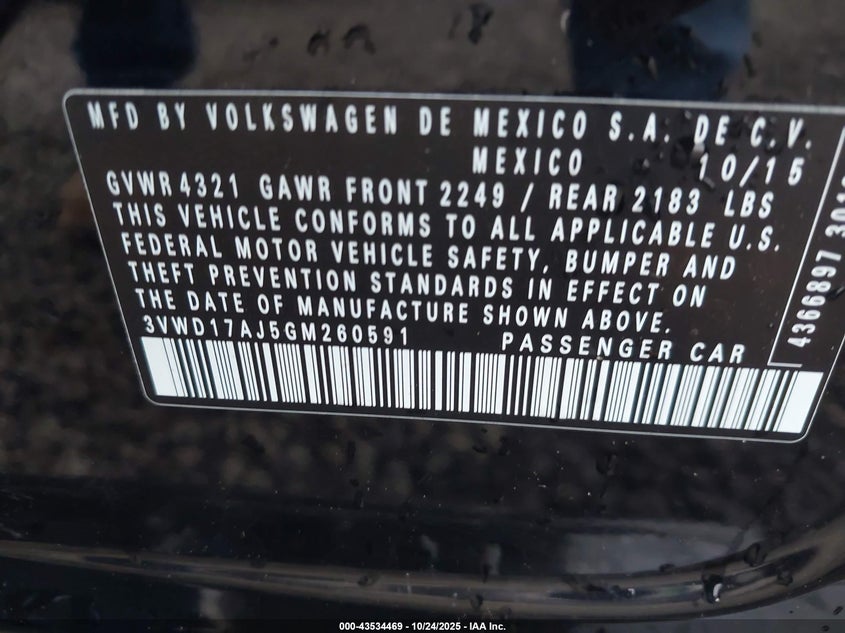 MFD BY VOLKSWAGEN DE MEXICO S.A. DE C.V.
MEXICO 10/15
GVWR 4321 GAWR FRONT 2249 / REAR 2183 LBS
THIS VEHICLE CONFORMS TO ALL APPLICABLE U.S.
FEDERAL MOTOR VEHICLE SAFETY, BUMPER AND
THEFT PREVENTION STANDARDS IN EFFECT ON
THE DATE OF MANUFACTURE SHOWN ABOVE.
3VWD17AJ5GM260591 PASSENGER CAR
4366897
000-43534469 - 10/24/2025 - IAA Inc.